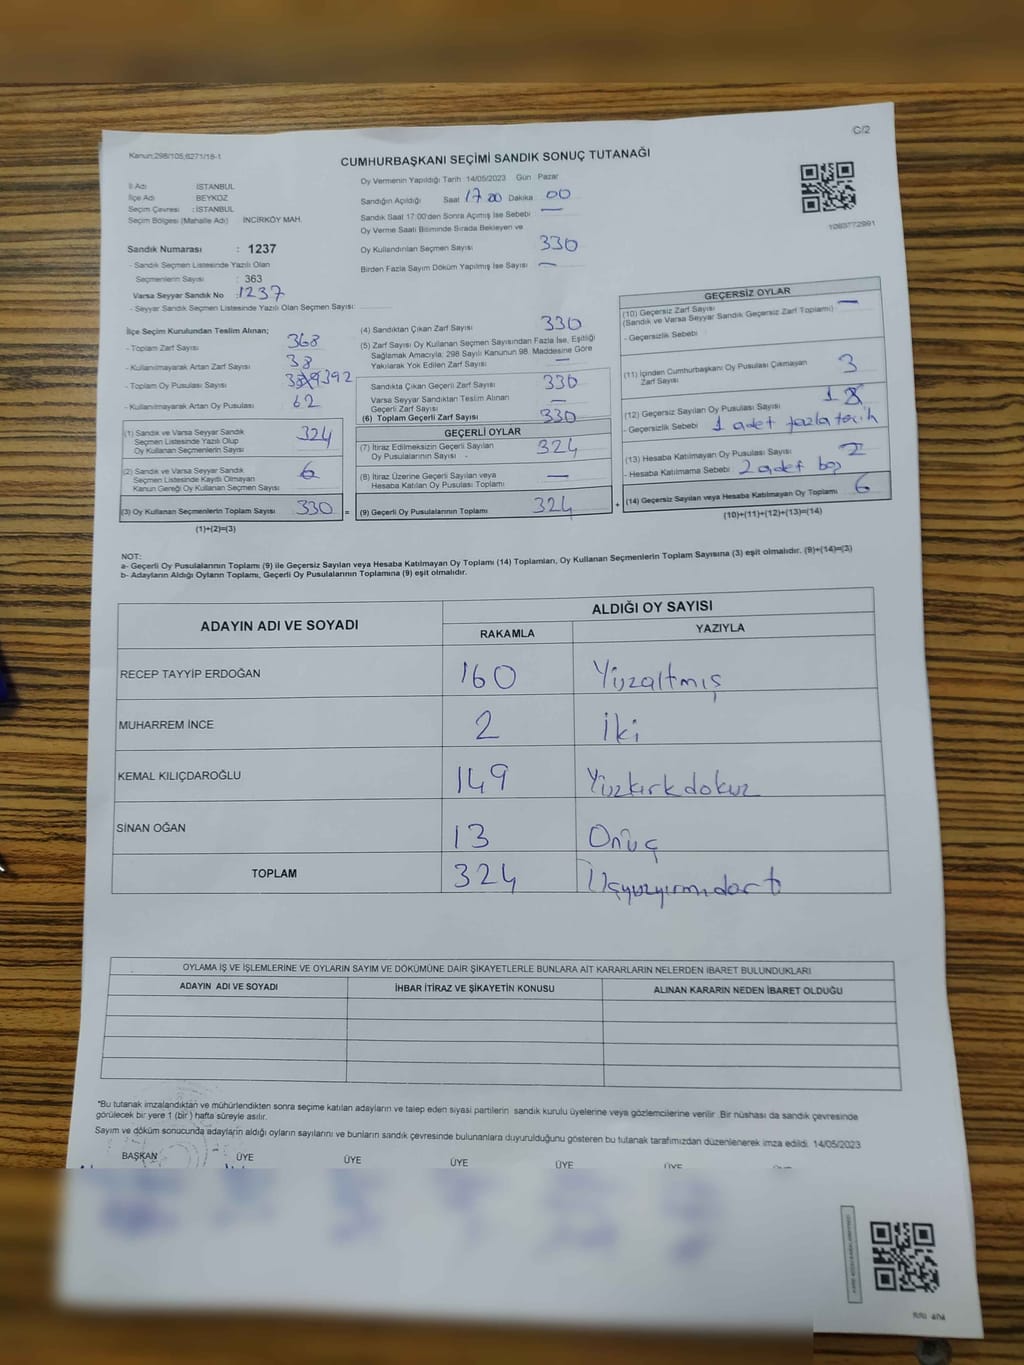 C/2
Kanun:298/105,6271/18-1
CUMHURBAŞKANI SEÇİMİ SANDIK SONUÇ TUTANAĞI
İl Adı : İSTANBUL
İlçe Adı : BEYKOZ
Seçim Çevresi : İSTANBUL
Seçim Bölgesi (Mahalle Adı) İNCİRKÖY MAH.
Sandık Numarası : 1237
- Sandık Seçmen Listesinde Yazılı Olan
Seçmenlerin Sayısı : 363
Varsa Seyyar Sandık No : 1237
- Seyyar Sandık Seçmen Listesinde Yazılı Olan Seçmen Sayısı:
Oy Vermenin Yapıldığı Tarih 14/05/2023 Gün Pazar
Sandığın Açıldığı Saat 17 00 Dakika 00
Sandık Saat 17:00'den Sonra Açımış İse Sebebi —
Oy Verme Saati Bitiminde Sırada Bekleyen ve
Oy Kullandırılan Seçmen Sayısı 330
Birden Fazla Sayım Döküm Yapılmış İse Sayısı —
1083772991
İlçe Seçim Kurulundan Teslim Alınan;
- Toplam Zarf Sayısı 368
- Kullanılmayarak Artan Zarf Sayısı 38
- Toplam Oy Pusulası Sayısı 392
- Kullanılmayarak Artan Oy Pusulası 62
(1) Sandık ve Varsa Seyyar Sandık
Seçmen Listesinde Yazılı Olup
Oy Kullanan Seçmenlerin Sayısı 324
(2) Sandık ve Varsa Seyyar Sandık
Seçmen Listesinde Kaydı Olmayan
Kanun Gereği Oy Kullanan Seçmen Sayısı 6
(3) Oy Kullanan Seçmenlerin Toplam Sayısı 330 =
(1)+(2)=(3)
(4) Sandıktan Çıkan Zarf Sayısı 330
(5) Zarf Sayısı Oy Kullanan Seçmen Sayısından Fazla İse, Eşitliği
Sağlamak Amacıyla; 298 Sayılı Kanunun 98. Maddesine Göre
Yakılarak Yok Edilen Zarf Sayısı —
Sandıkta Çıkan Geçerli Zarf Sayısı 330
Varsa Seyyar Sandıktan Teslim Alınan
Geçerli Zarf Sayısı —
(6) Toplam Geçerli Zarf Sayısı 330
GEÇERLİ OYLAR
(7) İtiraz Edilmeksizin Geçerli Sayılan
Oy Pusulalarının Sayısı 324
(8) İtiraz Üzerine Geçerli Sayılan veya
Hesaba Katılan Oy Pusulası Toplamı —
(9) Geçerli Oy Pusulalarının Toplamı 324 +
GEÇERSİZ OYLAR
(10) Geçersiz Zarf Sayısı —
(Sandık ve Varsa Seyyar Sandık Geçersiz Zarf Toplamı)
- Geçersizlik Sebebi
(11) İçinden Cumhurbaşkanı Oy Pusulası Çıkmayan
Zarf Sayısı 3
(12) Geçersiz Sayılan Oy Pusulası Sayısı 1
- Geçersizlik Sebebi 1 adet fazla tercih
(13) Hesaba Katılmayan Oy Pusulası Sayısı 2
- Hesaba Katılmama Sebebi 2 adet boş
(14) Geçersiz Sayılan veya Hesaba Katılmayan Oy Toplamı 6
(10)+(11)+(12)+(13)=(14)
NOT:
a- Geçerli Oy Pusulalarının Toplamı (9) ile Geçersiz Sayılan veya Hesaba Katılmayan Oy Toplamı (14) Toplamları, Oy Kullanan Seçmenlerin Toplam Sayısına (3) eşit olmalıdır. (9)+(14)=(3)
b- Adayların Aldığı Oyların Toplamı, Geçerli Oy Pusulalarının Toplamına (9) eşit olmalıdır.
ADAYIN ADI VE SOYADI ALDIĞI OY SAYISI
RAKAMLA YAZIYLA
RECEP TAYYİP ERDOĞAN 160 Yüzaltmış
MUHARREM İNCE 2 İki
KEMAL KILIÇDAROĞLU 149 Yüzkırkdokuz
SİNAN OĞAN 13 Onüç
TOPLAM 324 Üçyüzyirmidört
OYLAMA İŞ VE İŞLEMLERİNE VE OYLARIN SAYIM VE DÖKÜMÜNE DAİR ŞİKAYETLERLE BUNLARA AİT KARARLARIN NELERDEN İBARET BULUNDUKLARI
ADAYIN ADI VE SOYADI İHBAR İTİRAZ VE ŞİKAYETİN KONUSU ALINAN KARARIN NEDEN İBARET OLDUĞU
"Bu tutanak imzalandıktan ve mühürlendikten sonra seçime katılan adayların ve talep eden siyasi partilerin sandık kurulu üyelerine veya gözlemcilerine verilir. Bir nüshası da sandık çevresinde
görülecek bir yere 1 (bir) hafta süreyle asılır.
Sayım ve döküm sonucunda adayların aldığı oyların sayılarını ve bunların sandık çevresinde bulunanlara duyurulduğunu gösteren bu tutanak tarafımızdan düzenlenerek imza edildi. 14/05/2023
BAŞKAN ÜYE ÜYE ÜYE ÜYE ÜYE